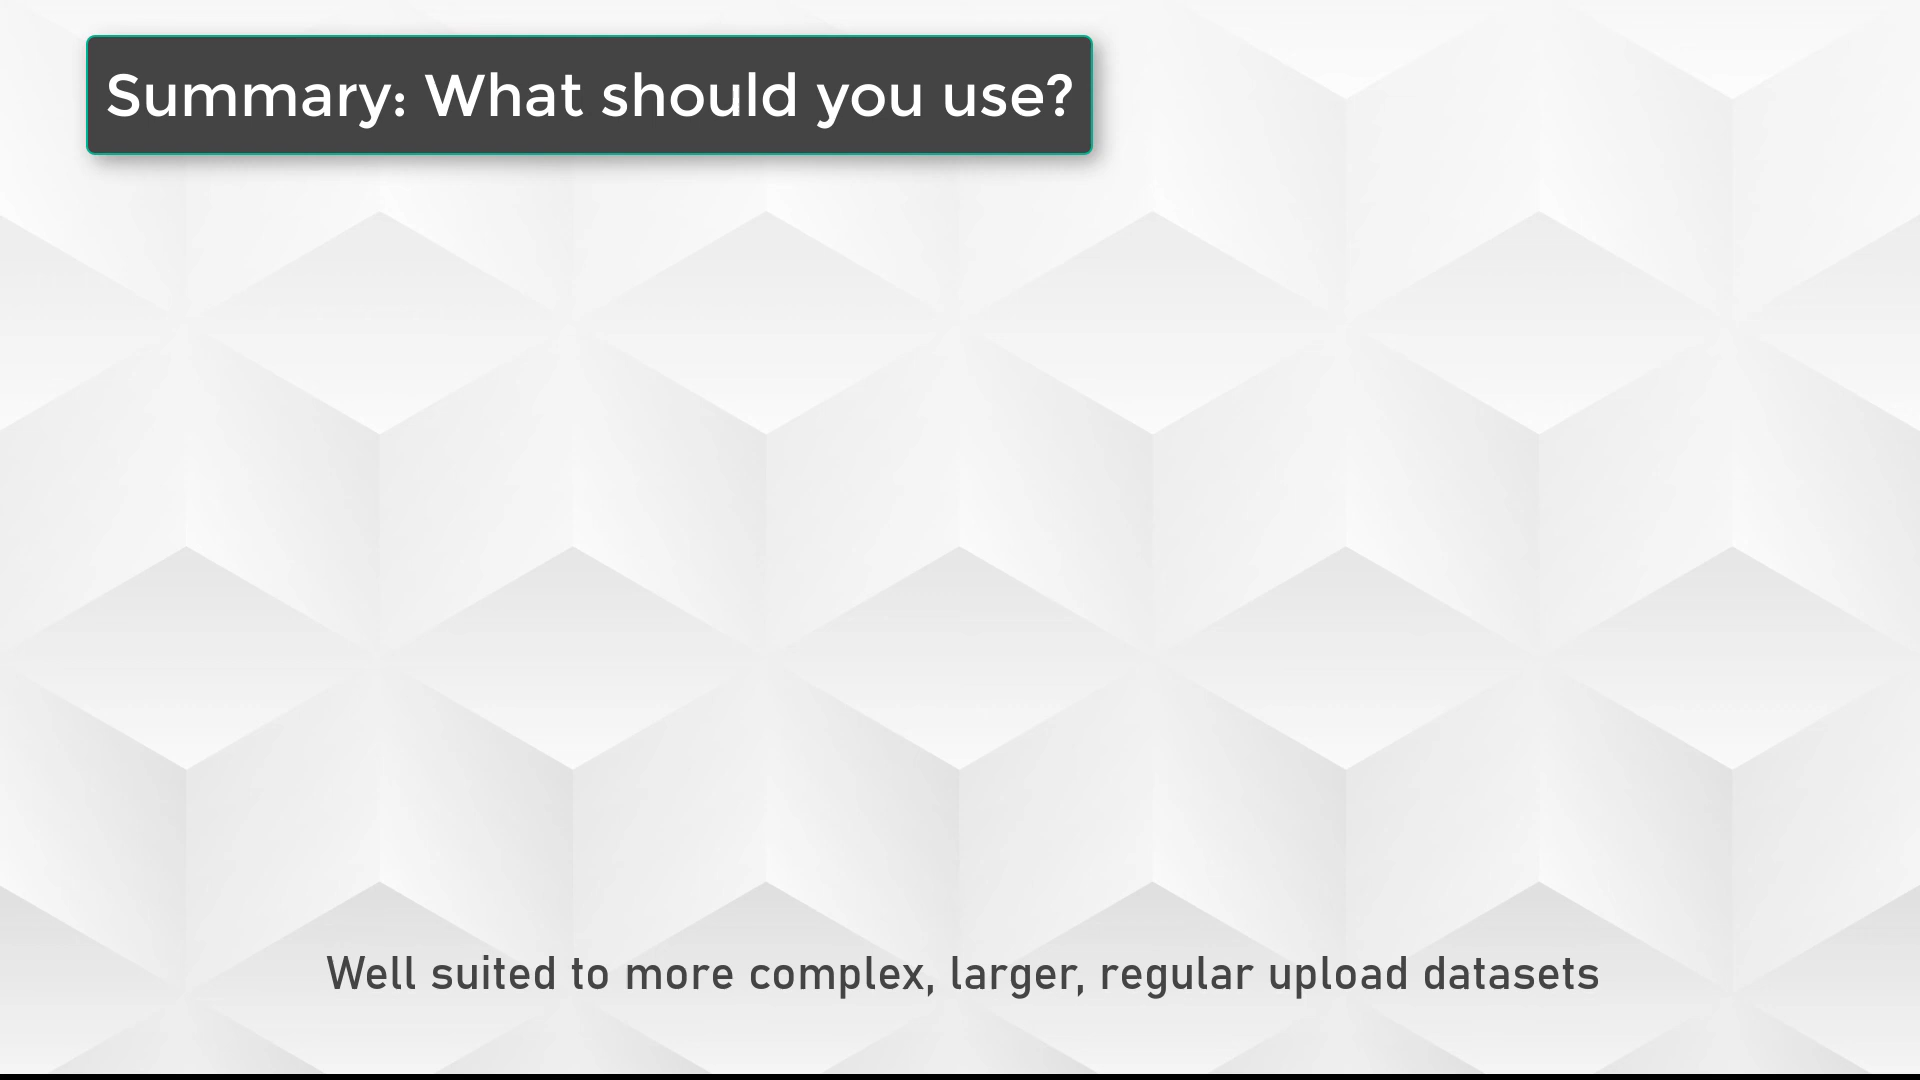 Summary: What should you use?
Well suited to more complex, larger, regular upload datasets